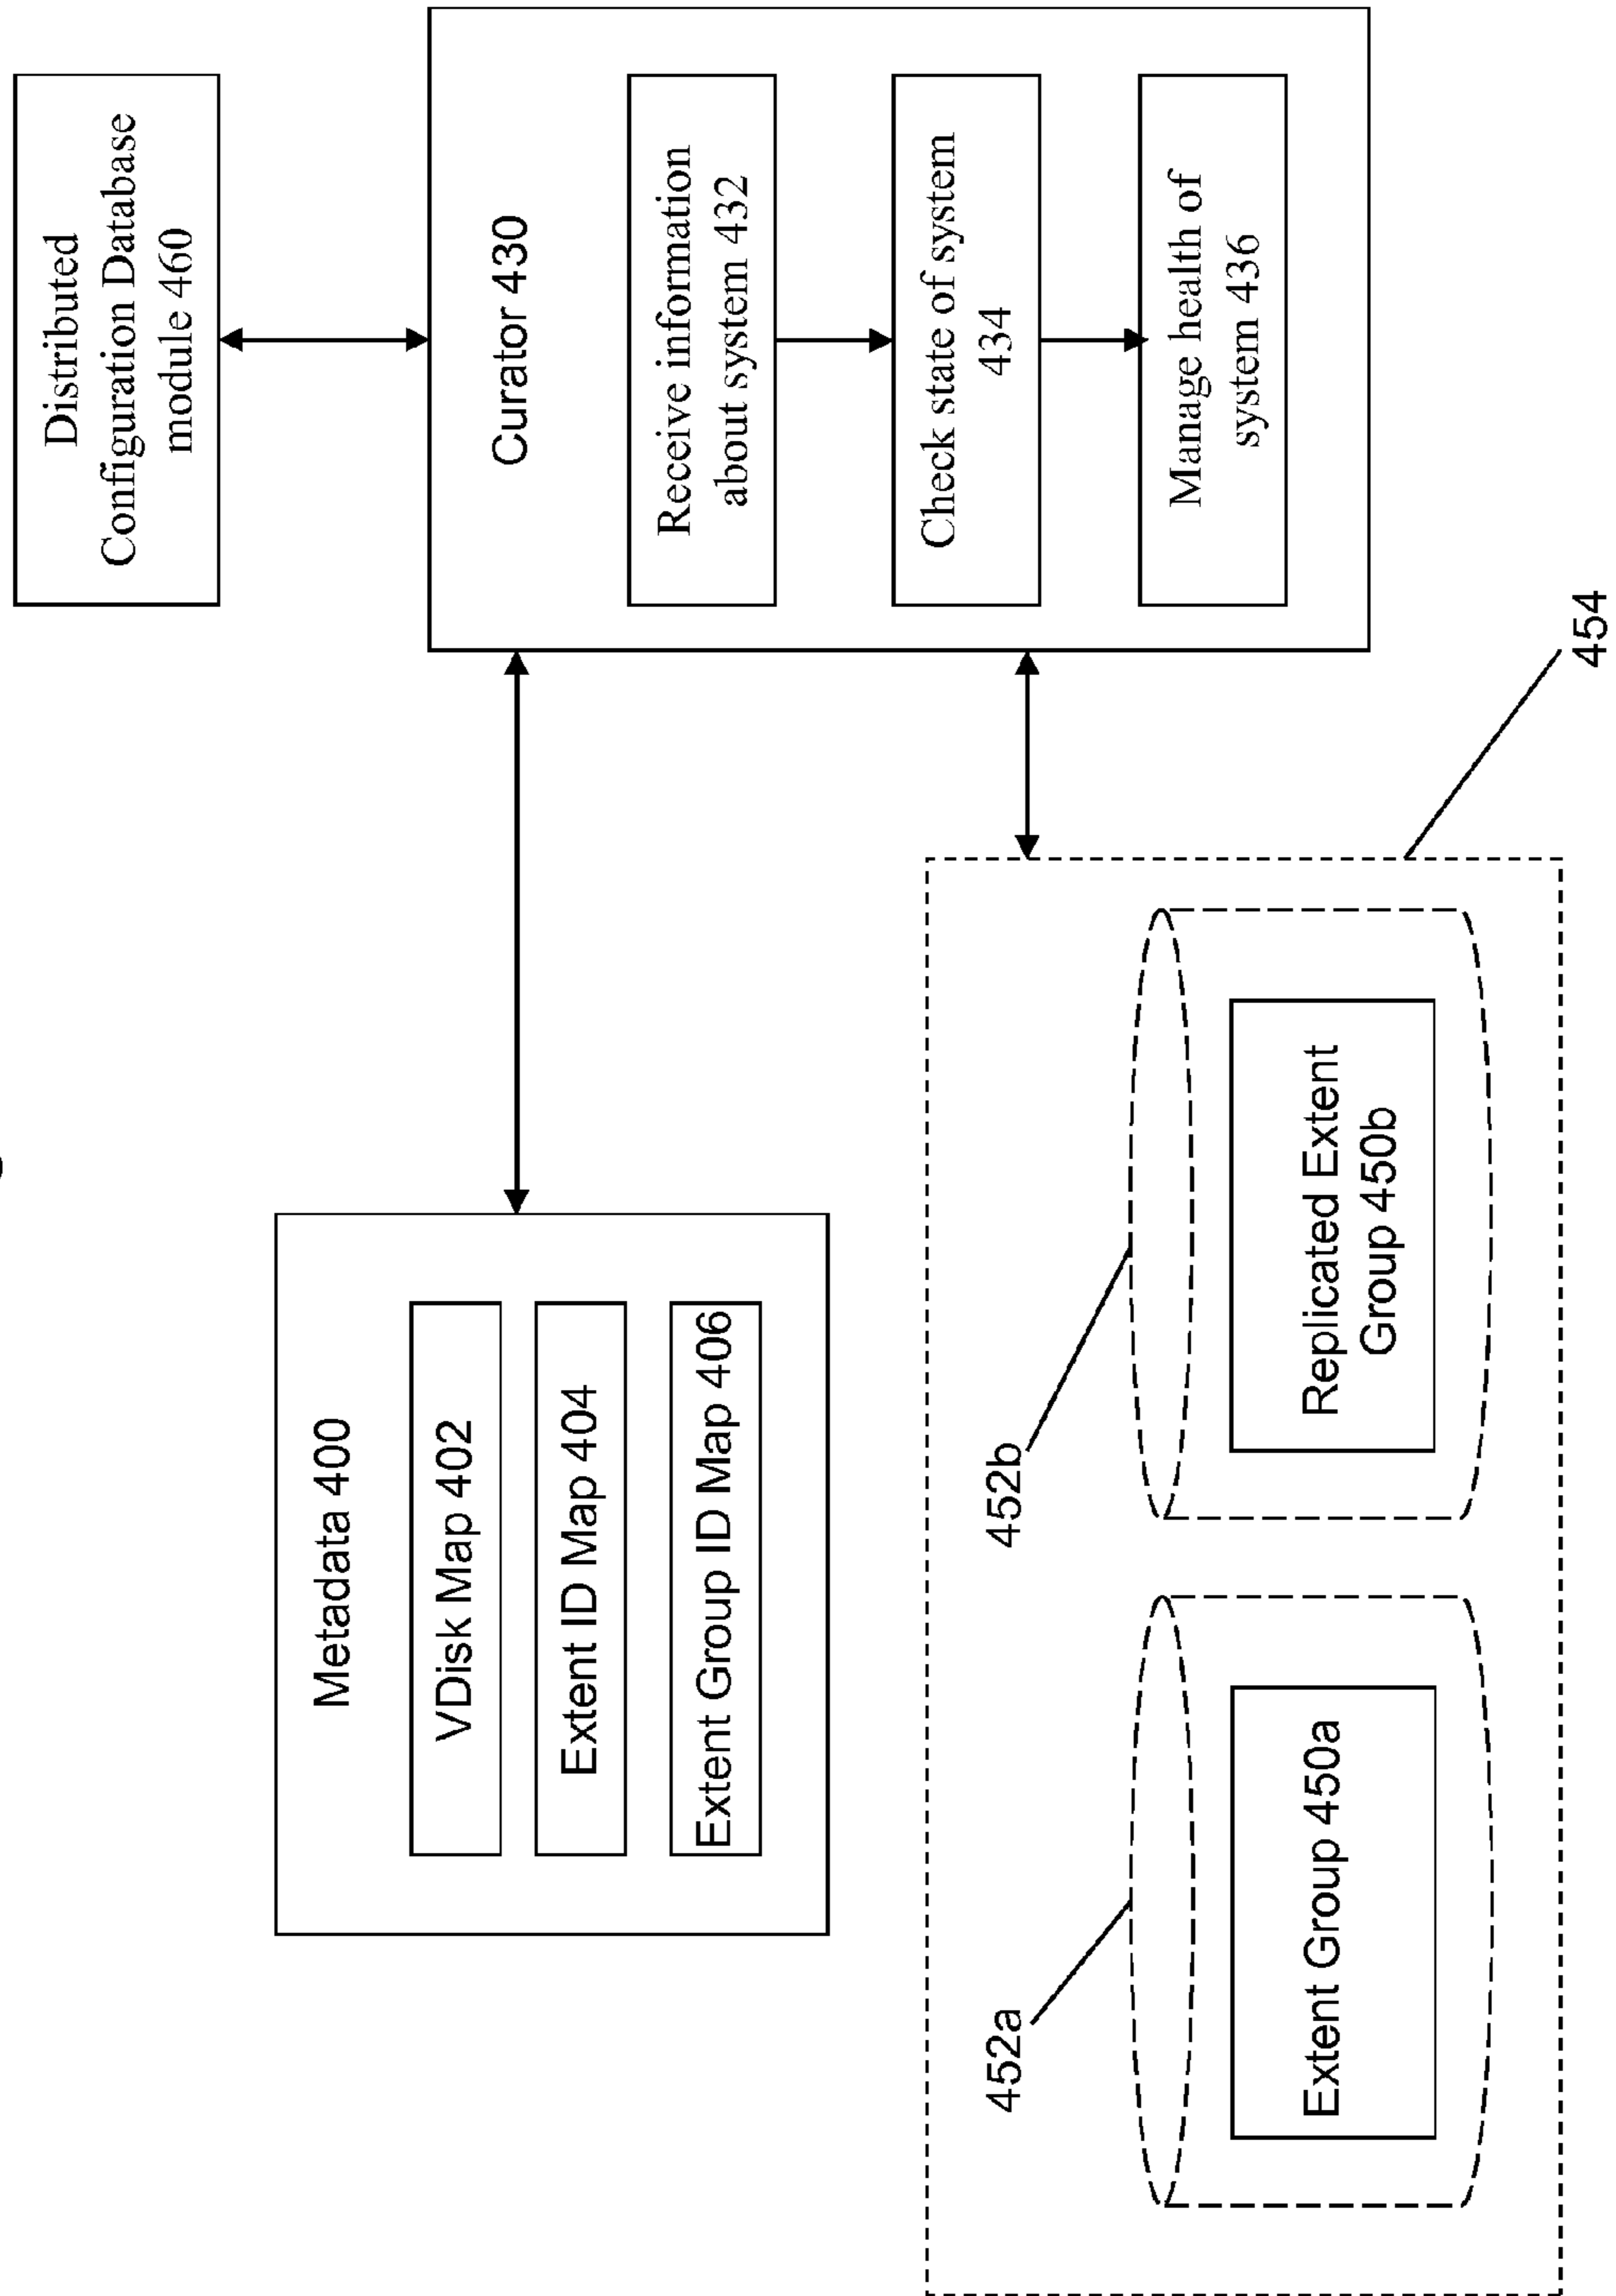 Distributed
Configuration Database
module 460
Curator 430
Receive information
about system 432
Check state of system
434
Manage health of
system 436
Metadata 400
VDisk Map 402
Extent ID Map 404
Extent Group ID Map 406
452a
452b
Extent Group 450a
Replicated Extent
Group 450b
454